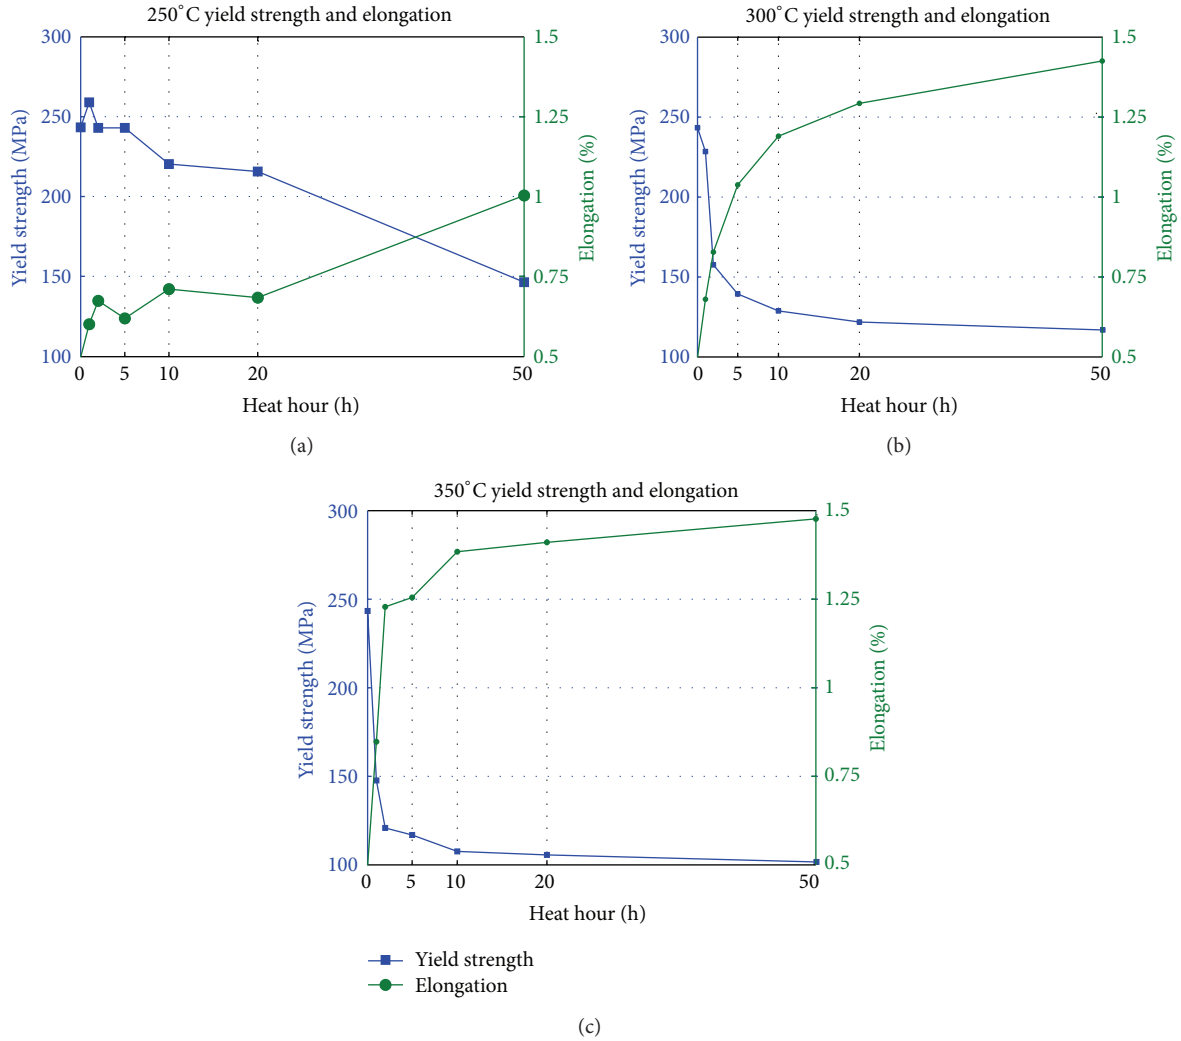 250°C yield strength and elongation
300
250
200
150
100
Yield strength (MPa)
1.5
1.25
1
0.75
0.5
Elongation (%)
0 5 10 20 50
Heat hour (h)
(a)
300°C yield strength and elongation
300
250
200
150
100
Yield strength (MPa)
1.5
1.25
1
0.75
0.5
Elongation (%)
0 5 10 20 50
Heat hour (h)
(b)
350°C yield strength and elongation
300
250
200
150
100
Yield strength (MPa)
1.5
1.25
1
0.75
0.5
Elongation (%)
0 5 10 20 50
Heat hour (h)
Yield strength
Elongation
(c)